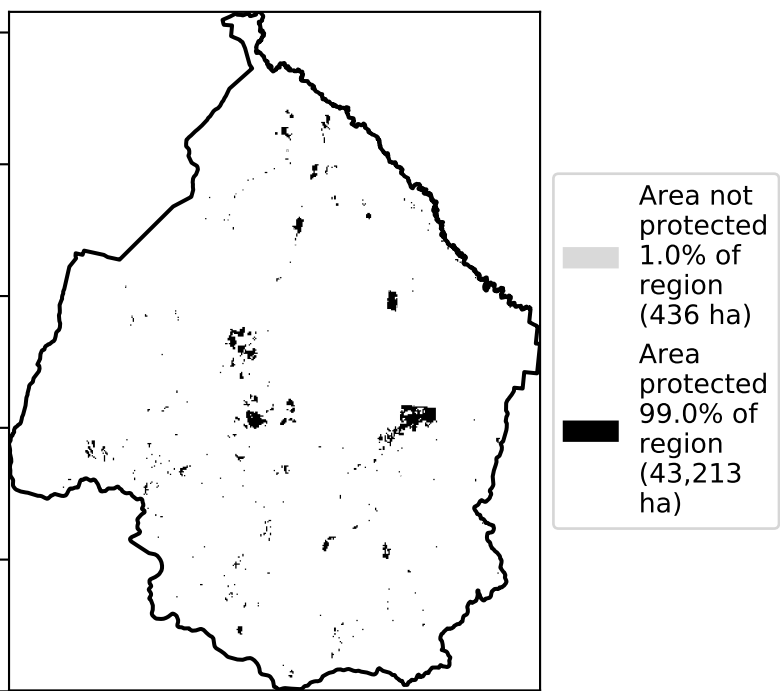 Area not
protected
1.0% of
region
(436 ha)
Area
protected
99.0% of
region
(43,213
ha)